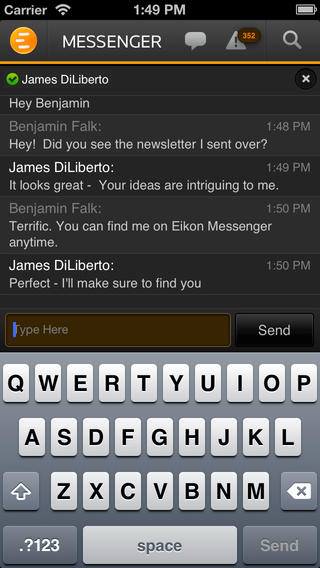 Carrier 1:49 PM
MESSENGER 352
James DiLiberto
Hey Benjamin
Benjamin Falk: 1:48 PM
Hey!  Did you see the newsletter I sent over?
James DiLiberto: 1:49 PM
It looks great -  Your ideas are intriguing to me.
Benjamin Falk: 1:50 PM
Terrific. You can find me on Eikon Messenger
anytime.
James DiLiberto: 1:50 PM
Perfect - I'll make sure to find you
Type Here Send
Q W E R T Y U I O P
A S D F G H J K L
Z X C V B N M
.?123 space Send